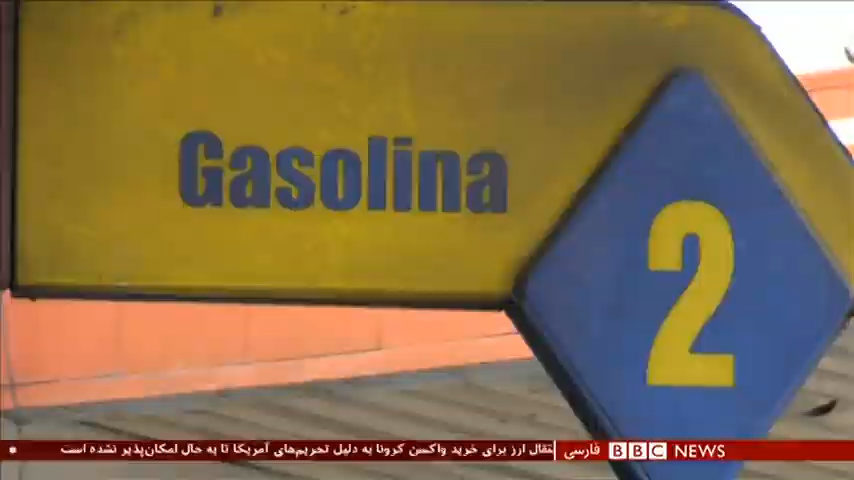 Gasolina
2
نتقال ارز برای خرید واکسن کرونا به دلیل تحریم‌های آمریکا تا به حال امکان‌پذیر نشده است
فارسی BBC NEWS